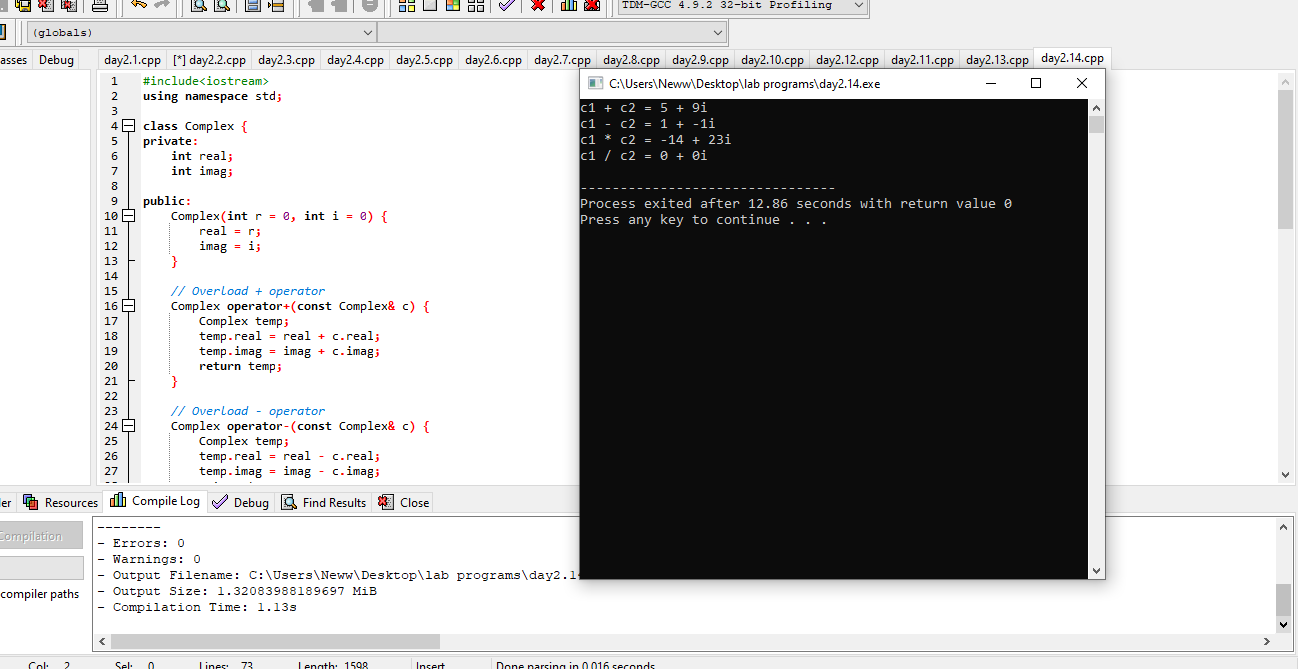 TDM-GCC 4.9.2 32-bit Profiling
(globals)
asses Debug
day2.1.cpp [*] day2.2.cpp day2.3.cpp day2.4.cpp day2.5.cpp day2.6.cpp day2.7.cpp day2.8.cpp day2.9.cpp day2.10.cpp day2.12.cpp day2.11.cpp day2.13.cpp day2.14.cpp
1 #include<iostream>
2 using namespace std;
3
4 class Complex {
5 private:
6 int real;
7 int imag;
8
9 public:
10 Complex(int r = 0, int i = 0) {
11 real = r;
12 imag = i;
13 }
14
15 // Overload + operator
16 Complex operator+(const Complex& c) {
17 Complex temp;
18 temp.real = real + c.real;
19 temp.imag = imag + c.imag;
20 return temp;
21 }
22
23 // Overload - operator
24 Complex operator-(const Complex& c) {
25 Complex temp;
26 temp.real = real - c.real;
27 temp.imag = imag - c.imag;
C:\Users\Neww\Desktop\lab programs\day2.14.exe
c1 + c2 = 5 + 9i
c1 - c2 = 1 + -1i
c1 * c2 = -14 + 23i
c1 / c2 = 0 + 0i
--------------------------------
Process exited after 12.86 seconds with return value 0
Press any key to continue . . .
ler Resources Compile Log Debug Find Results Close
Compilation
compiler paths
--------
- Errors: 0
- Warnings: 0
- Output Filename: C:\Users\Neww\Desktop\lab programs\day2.1
- Output Size: 1.32083988189697 MiB
- Compilation Time: 1.13s
Col: 2 Sel: 0 Lines: 73 Length: 1598 Insert Done parsing in 0.016 seconds